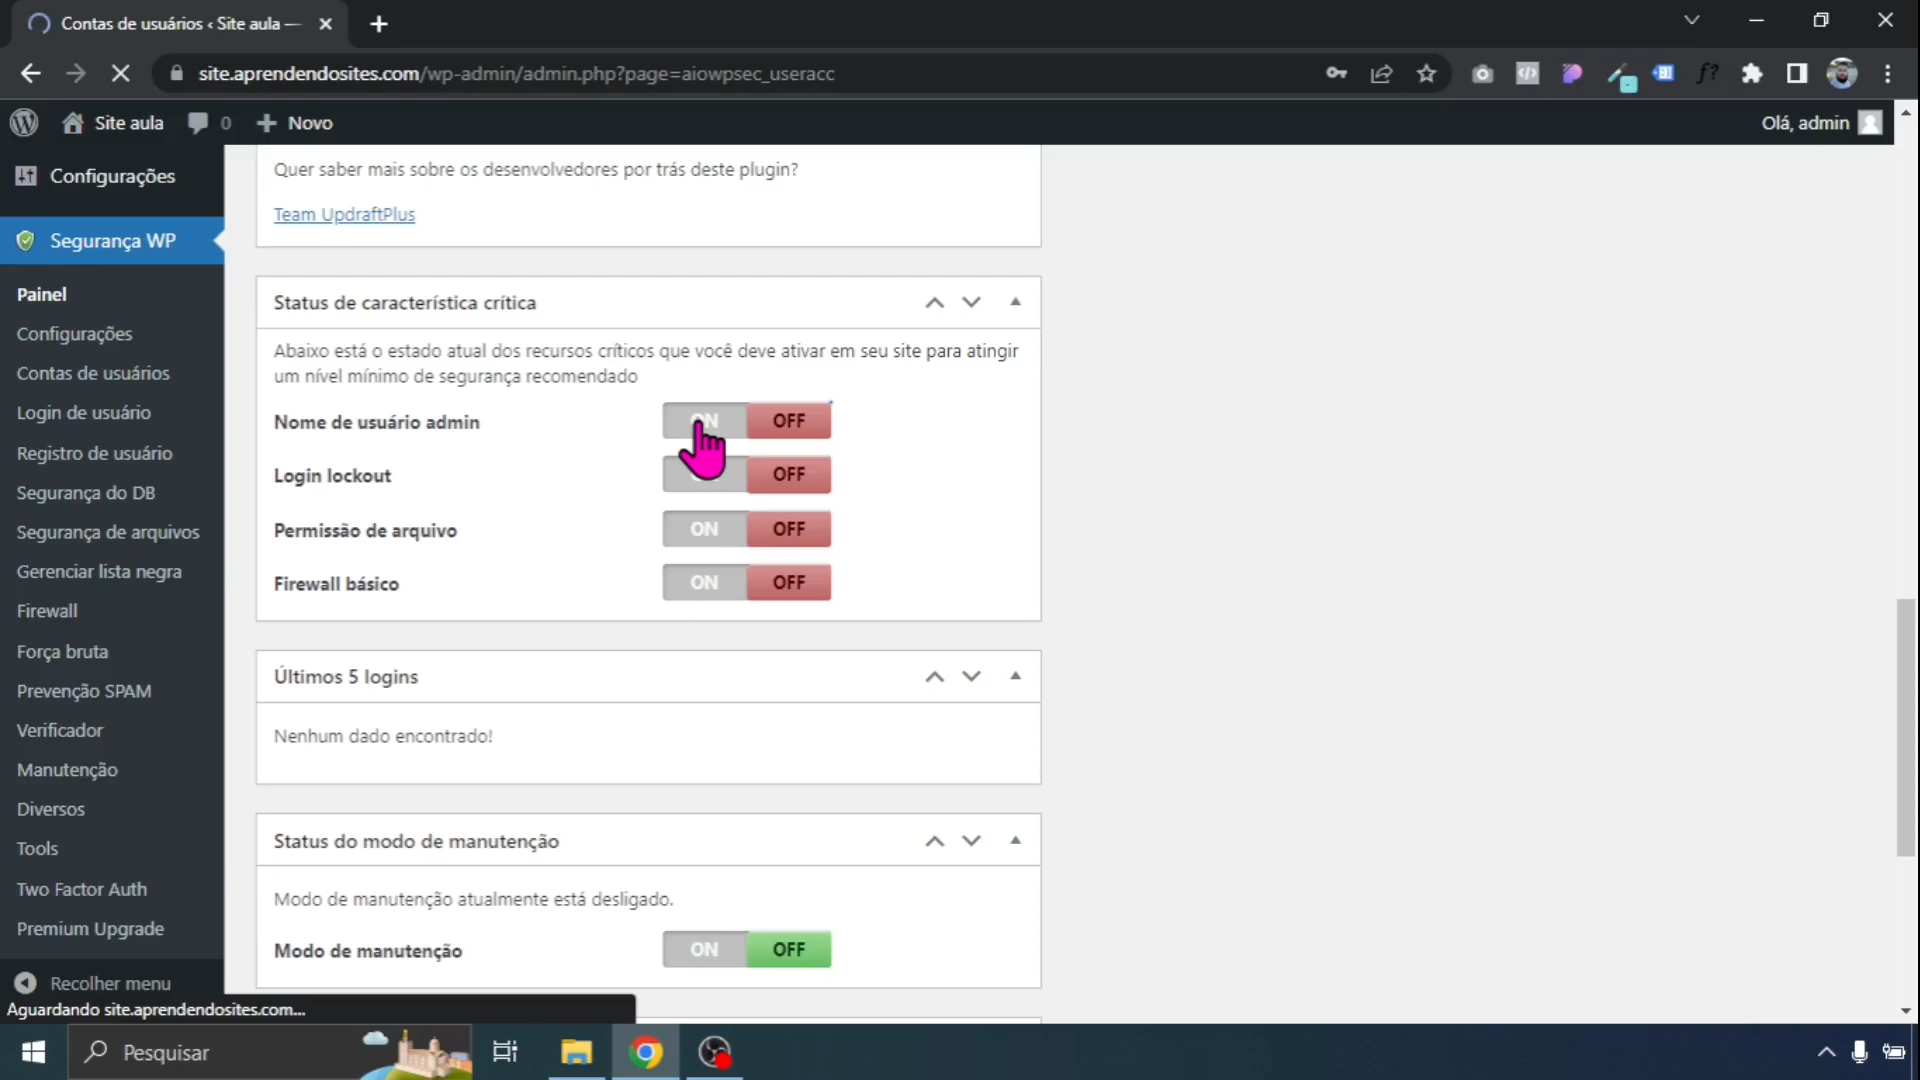 Contas de usuários ‹ Site aula —
site.aprendendosites.com/wp-admin/admin.php?page=aiowpsec_useracc
Site aula
0
Novo
Olá, admin
Configurações
Segurança WP
Painel
Configurações
Contas de usuários
Login de usuário
Registro de usuário
Segurança do DB
Segurança de arquivos
Gerenciar lista negra
Firewall
Força bruta
Prevenção SPAM
Verificador
Manutenção
Diversos
Tools
Two Factor Auth
Premium Upgrade
Recolher menu
Quer saber mais sobre os desenvolvedores por trás deste plugin?
Team UpdraftPlus
Status de característica crítica
Abaixo está o estado atual dos recursos críticos que você deve ativar em seu site para atingir
um nível mínimo de segurança recomendado
Nome de usuário admin
ON OFF
Login lockout
OFF
Permissão de arquivo
ON OFF
Firewall básico
ON OFF
Últimos 5 logins
Nenhum dado encontrado!
Status do modo de manutenção
Modo de manutenção atualmente está desligado.
Modo de manutenção
ON OFF
Aguardando site.aprendendosites.com...
Pesquisar